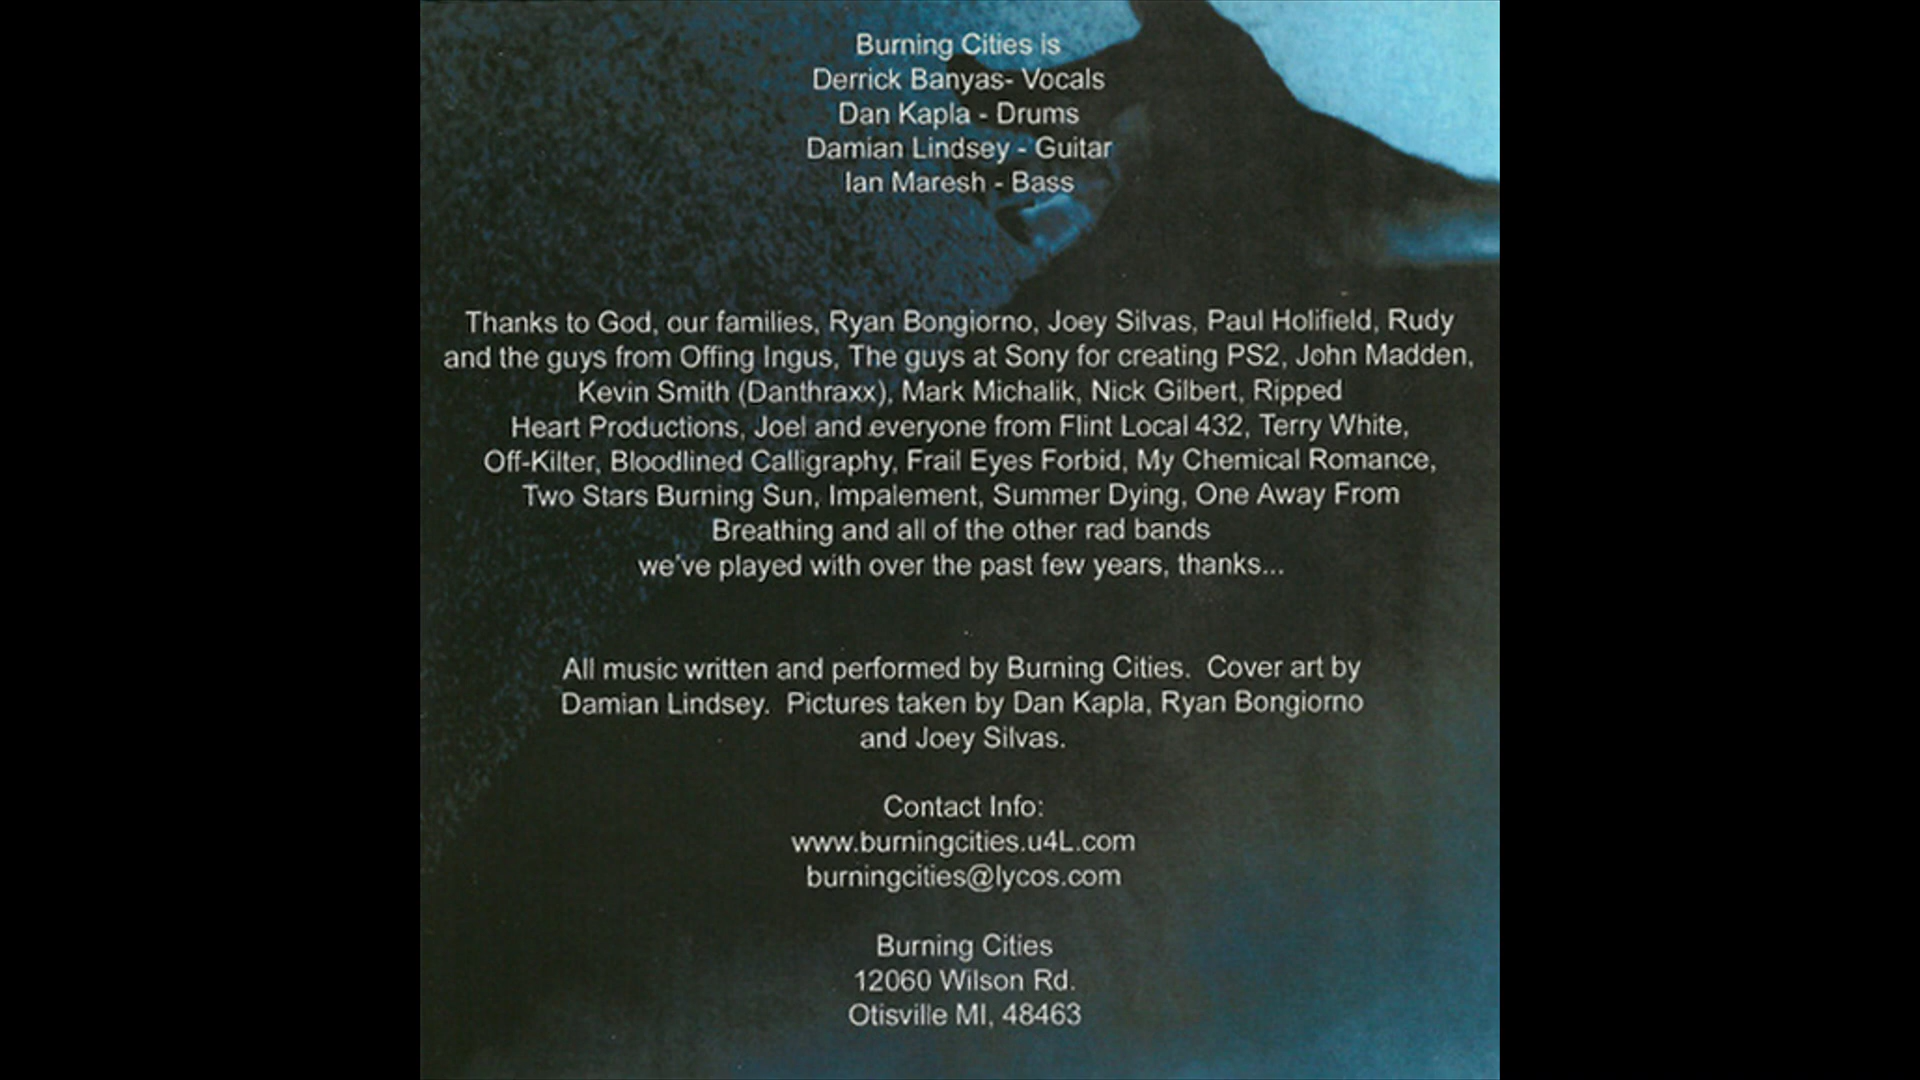 Burning Cities is
Derrick Banyas- Vocals
Dan Kapla - Drums
Damian Lindsey - Guitar
Ian Maresh - Bass
Thanks to God, our families, Ryan Bongiorno, Joey Silvas, Paul Holifield, Rudy
and the guys from Offing Ingus, The guys at Sony for creating PS2, John Madden,
Kevin Smith (Danthraxx), Mark Michalik, Nick Gilbert, Ripped
Heart Productions, Joel and everyone from Flint Local 432, Terry White,
Off-Kilter, Bloodlined Calligraphy, Frail Eyes Forbid, My Chemical Romance,
Two Stars Burning Sun, Impalement, Summer Dying, One Away From
Breathing and all of the other rad bands
we've played with over the past few years, thanks...
All music written and performed by Burning Cities.  Cover art by
Damian Lindsey.  Pictures taken by Dan Kapla, Ryan Bongiorno
and Joey Silvas.
Contact Info:
www.burningcities.u4L.com
burningcities@lycos.com
Burning Cities
12060 Wilson Rd.
Otisville MI, 48463